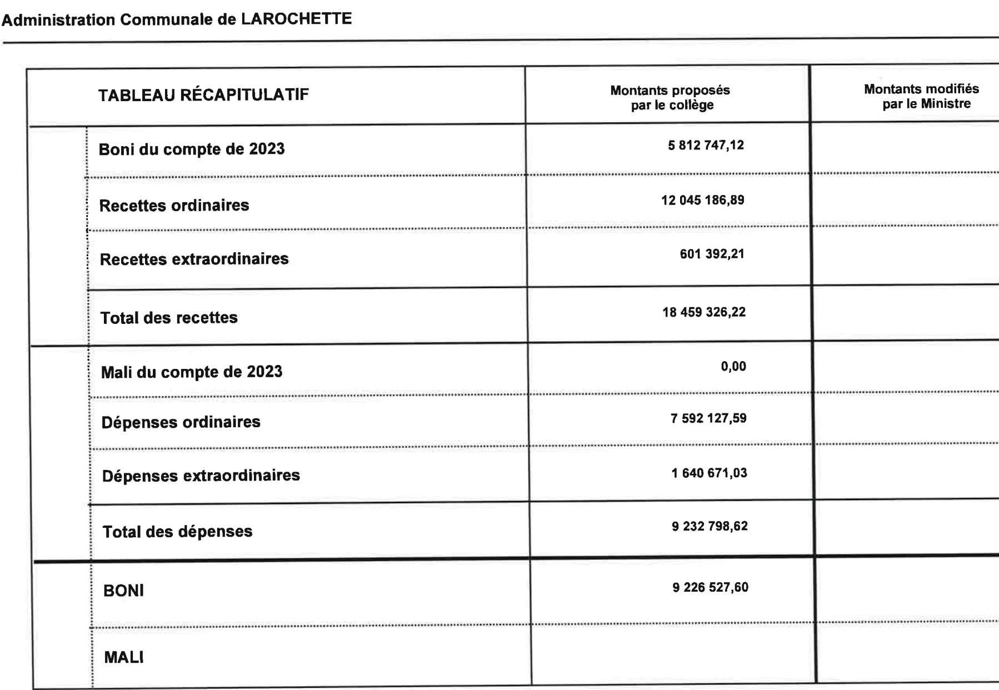 Administration Communale de LAROCHETTE
TABLEAU RÉCAPITULATIF
Montants proposés
par le collège
Montants modifiés
par le Ministre
Boni du compte de 2023 5 812 747,12
Recettes ordinaires 12 045 186,89
Recettes extraordinaires 601 392,21
Total des recettes 18 459 326,22
Mali du compte de 2023 0,00
Dépenses ordinaires 7 592 127,59
Dépenses extraordinaires 1 640 671,03
Total des dépenses 9 232 798,62
BONI 9 226 527,60
MALI